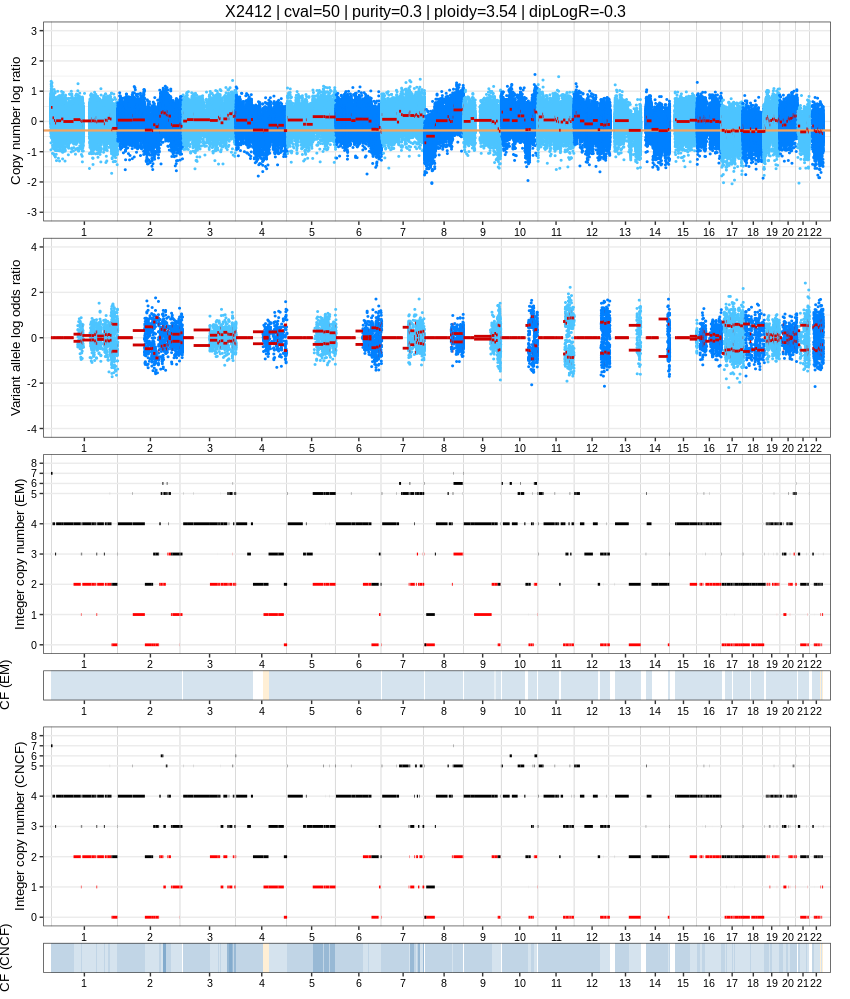 X2412 | cval=50 | purity=0.3 | ploidy=3.54 | dipLogR=-0.3
Copy number log ratio
3
2
1
0
-1
-2
-3
1 2 3 4 5 6 7 8 9 10 11 12 13 14 15 16 17 18 19 20 21 22
Variant allele log odds ratio
4
2
0
-2
-4
1 2 3 4 5 6 7 8 9 10 11 12 13 14 15 16 17 18 19 20 21 22
Integer copy number (EM)
8
7
6
5
4
3
2
1
0
1 2 3 4 5 6 7 8 9 10 11 12 13 14 15 16 17 18 19 20 21 22
CF (EM)
1 2 3 4 5 6 7 8 9 10 11 12 13 14 15 16 17 18 19 20 21 22
Integer copy number (CNCF)
8
7
6
5
4
3
2
1
0
1 2 3 4 5 6 7 8 9 10 11 12 13 14 15 16 17 18 19 20 21 22
CF (CNCF)
1 2 3 4 5 6 7 8 9 10 11 12 13 14 15 16 17 18 19 20 21 22